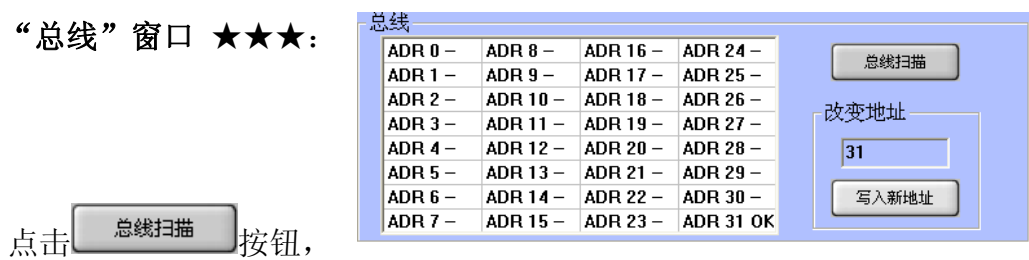 “总线”窗口 ★★★：
点击 总线扫描 按钮，
总线
ADR 0 – ADR 8 – ADR 16 – ADR 24 –
ADR 1 – ADR 9 – ADR 17 – ADR 25 –
ADR 2 – ADR 10 – ADR 18 – ADR 26 –
ADR 3 – ADR 11 – ADR 19 – ADR 27 –
ADR 4 – ADR 12 – ADR 20 – ADR 28 –
ADR 5 – ADR 13 – ADR 21 – ADR 29 –
ADR 6 – ADR 14 – ADR 22 – ADR 30 –
ADR 7 – ADR 15 – ADR 23 – ADR 31 OK
总线扫描
改变地址
31
写入新地址